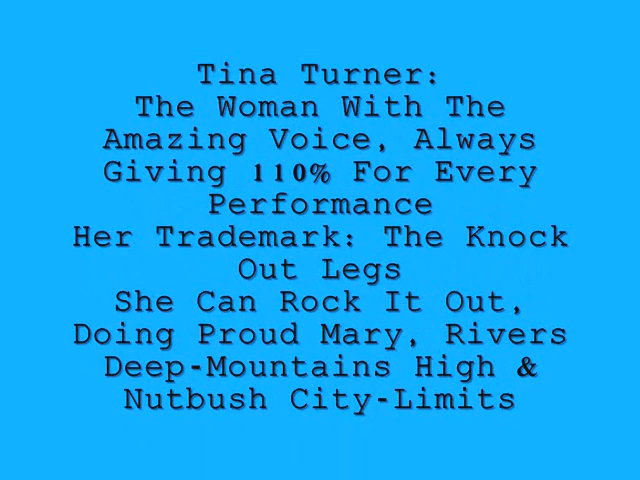 Tina Turner:
The Woman With The
Amazing Voice, Always
Giving 110% For Every
Performance
Her Trademark: The Knock
Out Legs
She Can Rock It Out,
Doing Proud Mary, Rivers
Deep-Mountains High &
Nutbush City-Limits